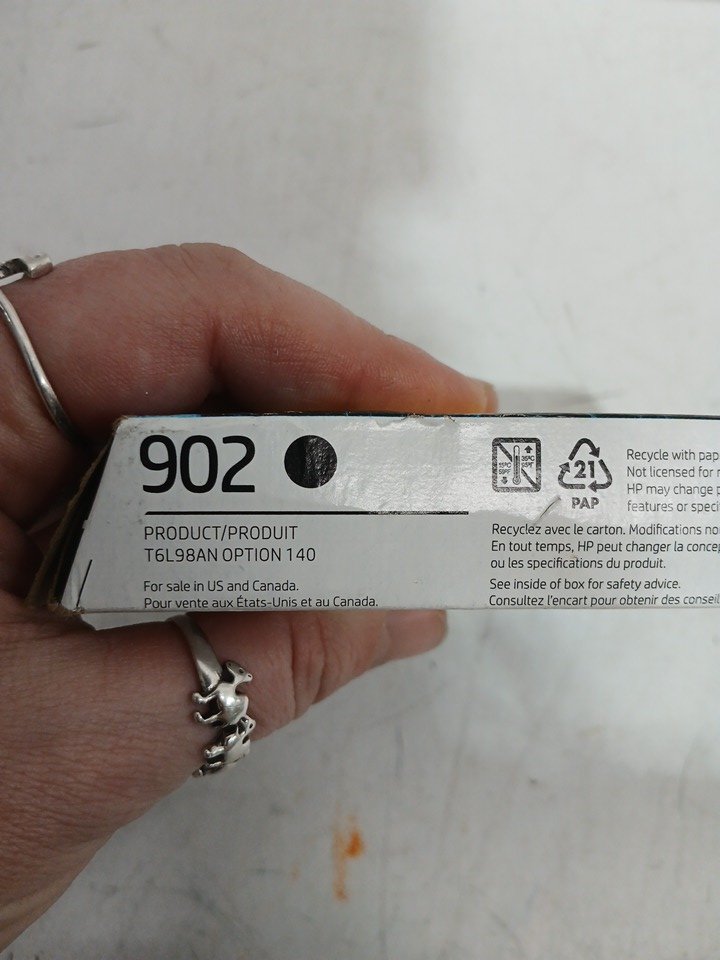 902
PRODUCT/PRODUIT
T6L98AN OPTION 140
For sale in US and Canada.
Pour vente aux États-Unis et au Canada.
21
PAP
Recycle with pap
Not licensed for
HP may change
features or speci
Recyclez avec le carton. Modifications no
En tout temps, HP peut changer la conce
ou les spécifications du produit.
See inside of box for safety advice.
Consultez l'encart pour obtenir des conseil